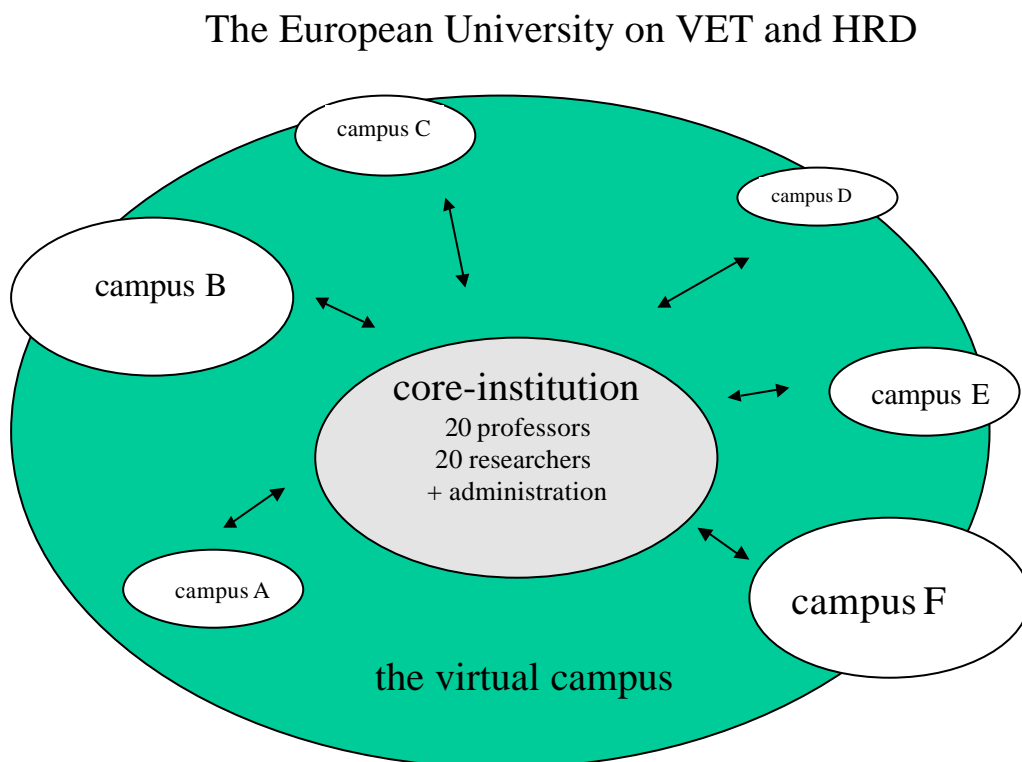 The European University on VET and HRD
campus C
campus D
campus B
core-institution
20 professors
20 researchers
+ administration
campus E
campus A
campus F
the virtual campus